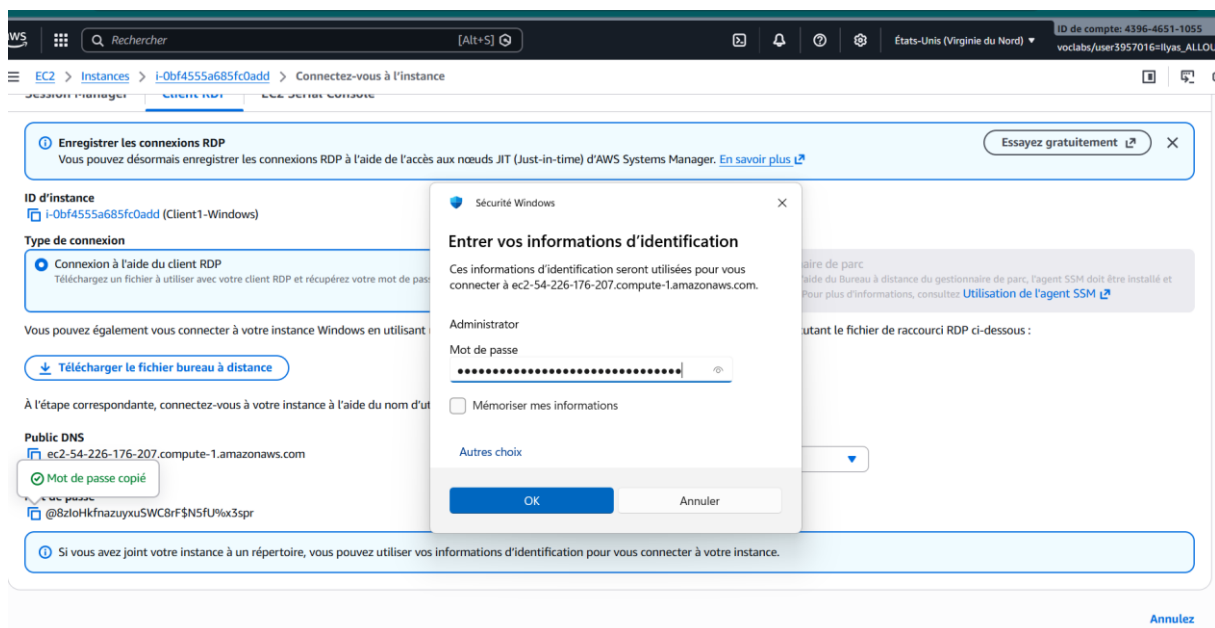 aws
Rechercher
[Alt+S]
États-Unis (Virginie du Nord) ▼
ID de compte: 4396-4651-1055
voclabs/user3957016=Ilyas_ALLOU
EC2 > Instances > i-0bf4555a685fc0add > Connectez-vous à l'instance
Session Manager Client RDP EC2 Serial Console
Enregistrer les connexions RDP
Vous pouvez désormais enregistrer les connexions RDP à l'aide de l'accès aux nœuds JIT (Just-in-time) d'AWS Systems Manager. En savoir plus
Essayez gratuitement
ID d'instance
i-0bf4555a685fc0add (Client1-Windows)
Type de connexion
Connexion à l'aide du client RDP
Téléchargez un fichier à utiliser avec votre client RDP et récupérez votre mot de pas
aire de parc
'aide du Bureau à distance du gestionnaire de parc, l'agent SSM doit être installé et
Pour plus d'informations, consultez Utilisation de l'agent SSM
Vous pouvez également vous connecter à votre instance Windows en utilisant
utant le fichier de raccourci RDP ci-dessous :
Télécharger le fichier bureau à distance
À l'étape correspondante, connectez-vous à votre instance à l'aide du nom d'ut
Public DNS
ec2-54-226-176-207.compute-1.amazonaws.com
Mot de passe copié
Mot de passe
@8zIoHkfnazuyxuSWC8rF$N5fU%x3spr
Si vous avez joint votre instance à un répertoire, vous pouvez utiliser vos informations d'identification pour vous connecter à votre instance.
Annulez
Sécurité Windows
Entrer vos informations d'identification
Ces informations d'identification seront utilisées pour vous
connecter à ec2-54-226-176-207.compute-1.amazonaws.com.
Administrator
Mot de passe
Mémoriser mes informations
Autres choix
OK
Annuler